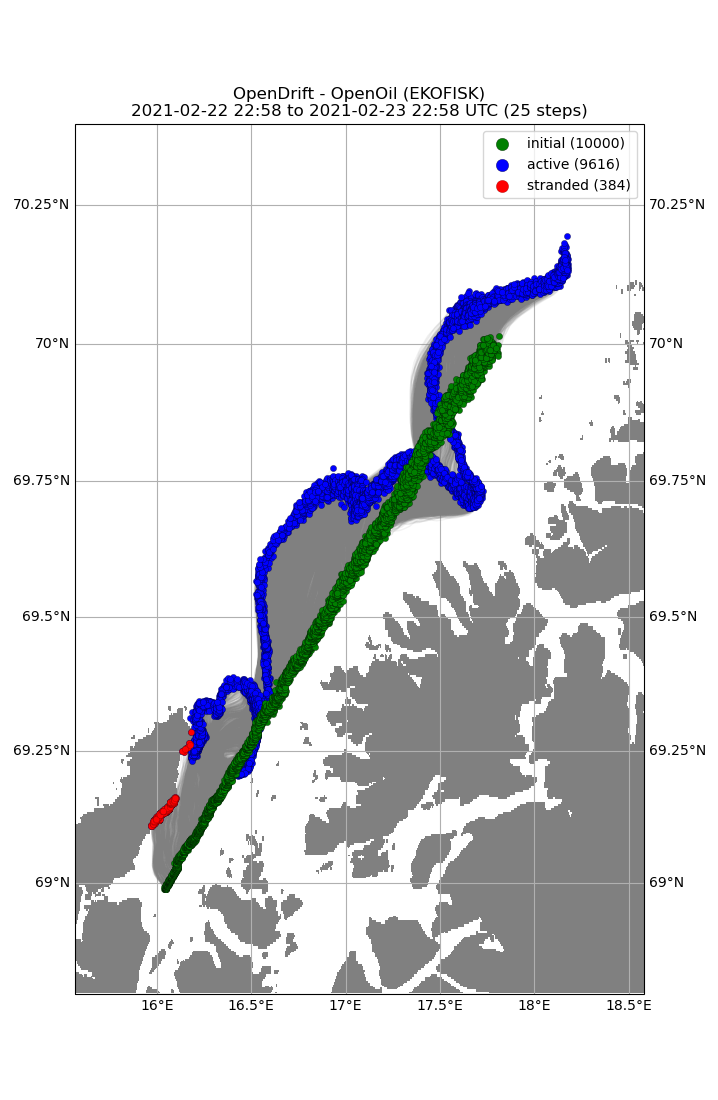 OpenDrift - OpenOil (EKOFISK)
2021-02-22 22:58 to 2021-02-23 22:58 UTC (25 steps)
initial (10000)
active (9616)
stranded (384)
70.25°N 70.25°N
70°N 70°N
69.75°N 69.75°N
69.5°N 69.5°N
69.25°N 69.25°N
69°N 69°N
16°E 16.5°E 17°E 17.5°E 18°E 18.5°E